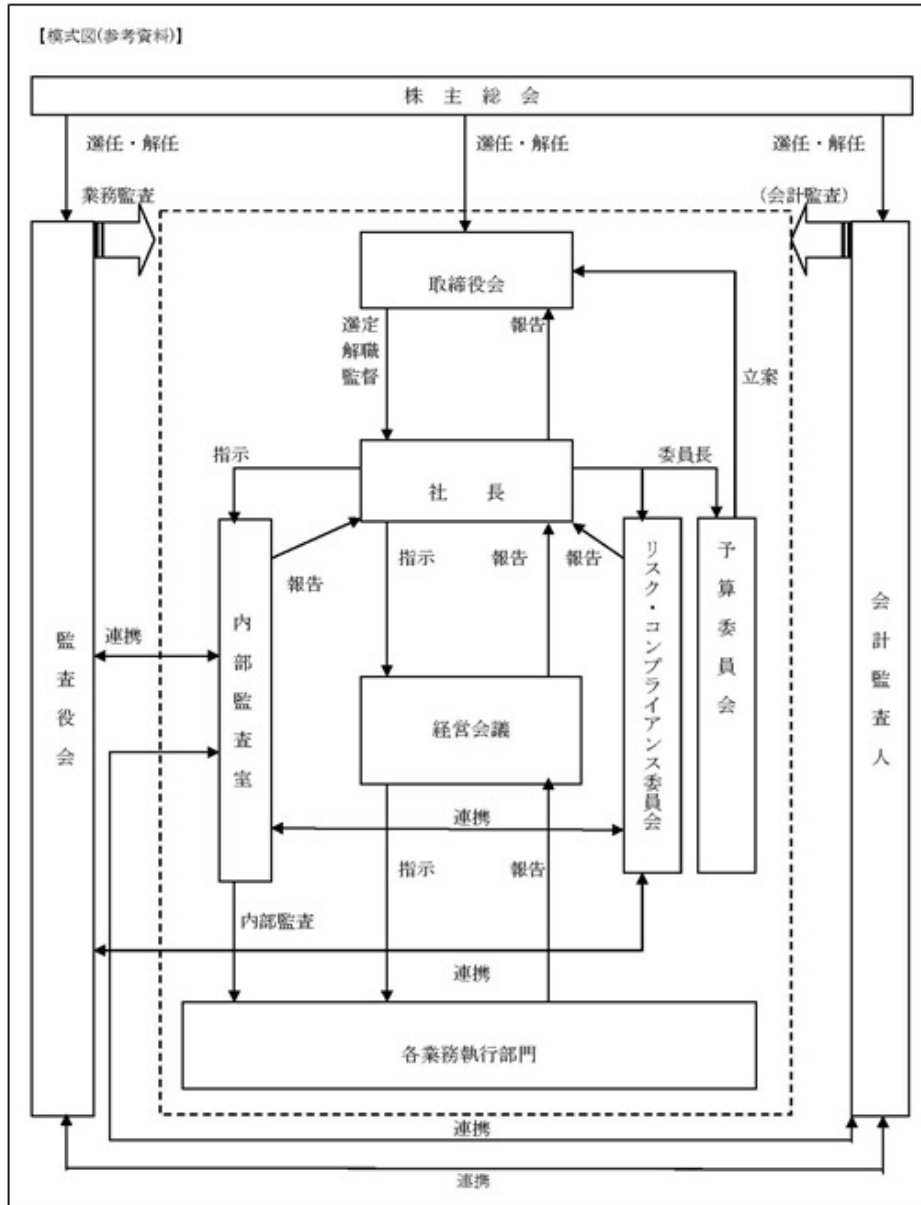 【模式図(参考資料)】
株 主 総 会
選任・解任
選任・解任
選任・解任
業務監査
(会計監査)
取締役会
選定
解職
監督
報告
立案
指示
社 長
委員長
報告
指示
報告
報告
監査役会
連携
内部監査室
経営会議
リスク・コンプライアンス委員会
予算委員会
会計監査人
連携
指示
報告
内部監査
連携
各業務執行部門
連携
連携